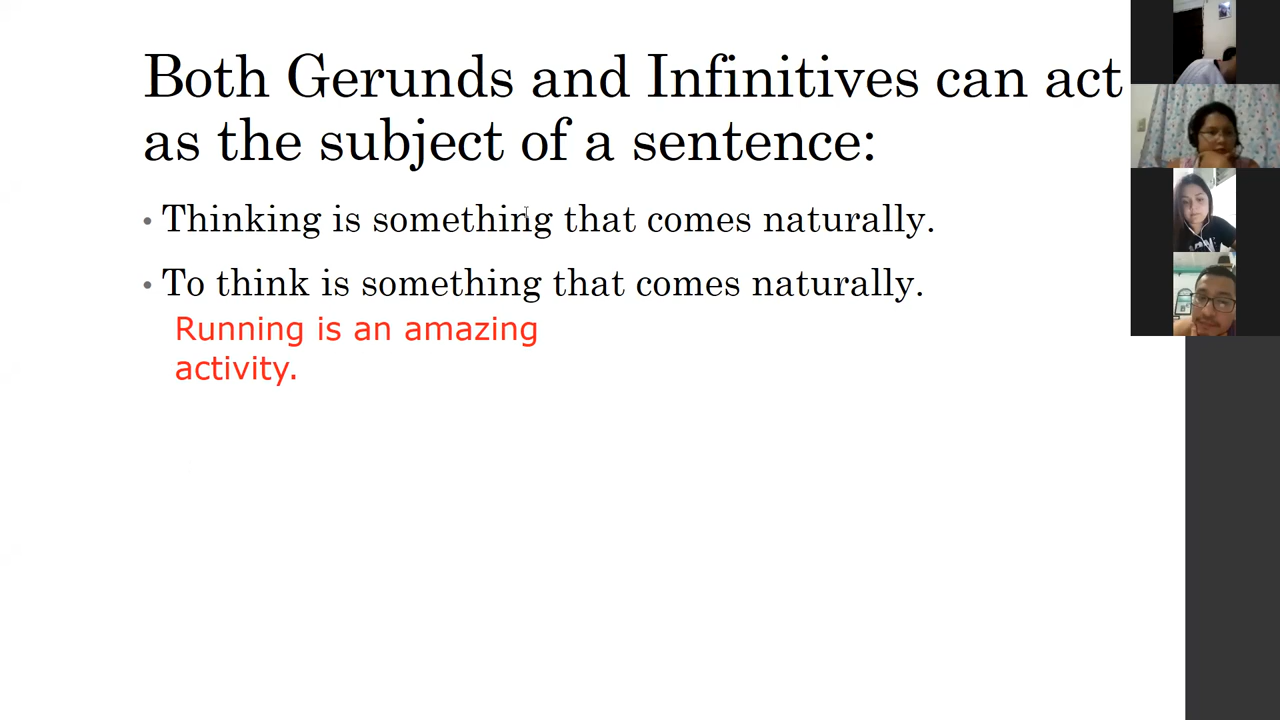 Both Gerunds and Infinitives can act
as the subject of a sentence:
• Thinking is something that comes naturally.
• To think is something that comes naturally.
Running is an amazing
activity.